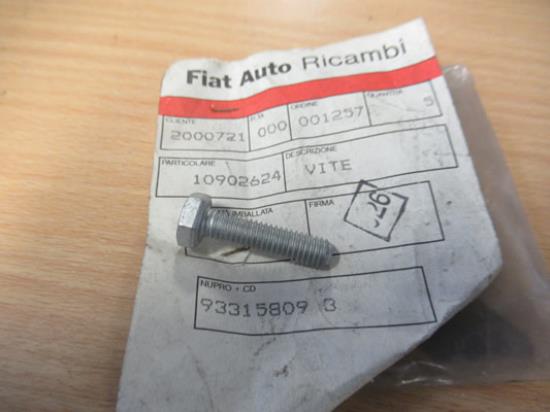 Fiat Auto Ricambi
CLIENTE P.M ORDINE QUANTITÀ
2000721 000 001257 5
PARTICOLARE DESCRIZIONE
10902624 VITE
IMBALLATA FIRMA
NUPRO + CD
93315809 3